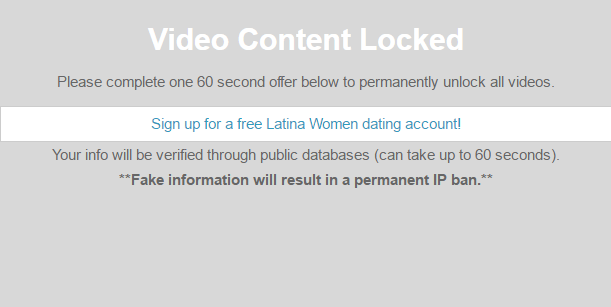 Video Content Locked
Please complete one 60 second offer below to permanently unlock all videos.
Sign up for a free Latina Women dating account!
Your info will be verified through public databases (can take up to 60 seconds).
**Fake information will result in a permanent IP ban.**